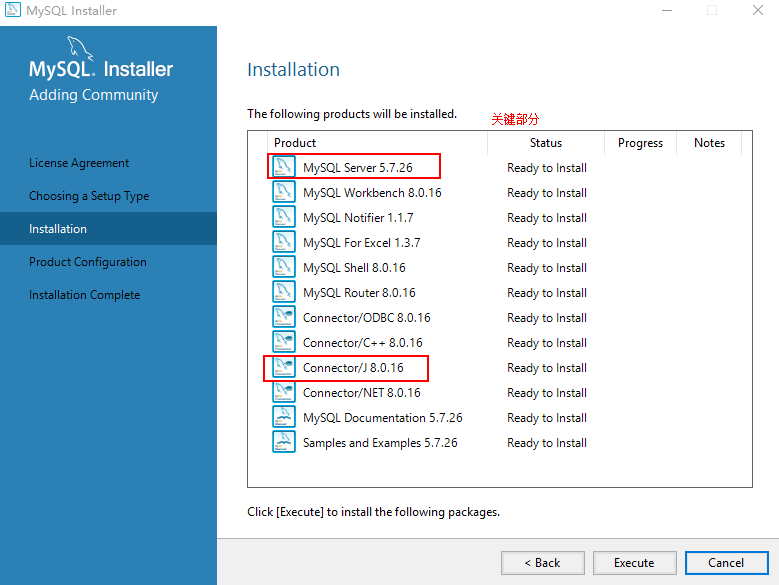 MySQL Installer
MySQL. Installer
Adding Community
License Agreement
Choosing a Setup Type
Installation
Product Configuration
Installation Complete
Installation
The following products will be installed.
关键部分
Product Status Progress Notes
MySQL Server 5.7.26 Ready to Install
MySQL Workbench 8.0.16 Ready to Install
MySQL Notifier 1.1.7 Ready to Install
MySQL For Excel 1.3.7 Ready to Install
MySQL Shell 8.0.16 Ready to Install
MySQL Router 8.0.16 Ready to Install
Connector/ODBC 8.0.16 Ready to Install
Connector/C++ 8.0.16 Ready to Install
Connector/J 8.0.16 Ready to Install
Connector/NET 8.0.16 Ready to Install
MySQL Documentation 5.7.26 Ready to Install
Samples and Examples 5.7.26 Ready to Install
Click [Execute] to install the following packages.
< Back Execute Cancel